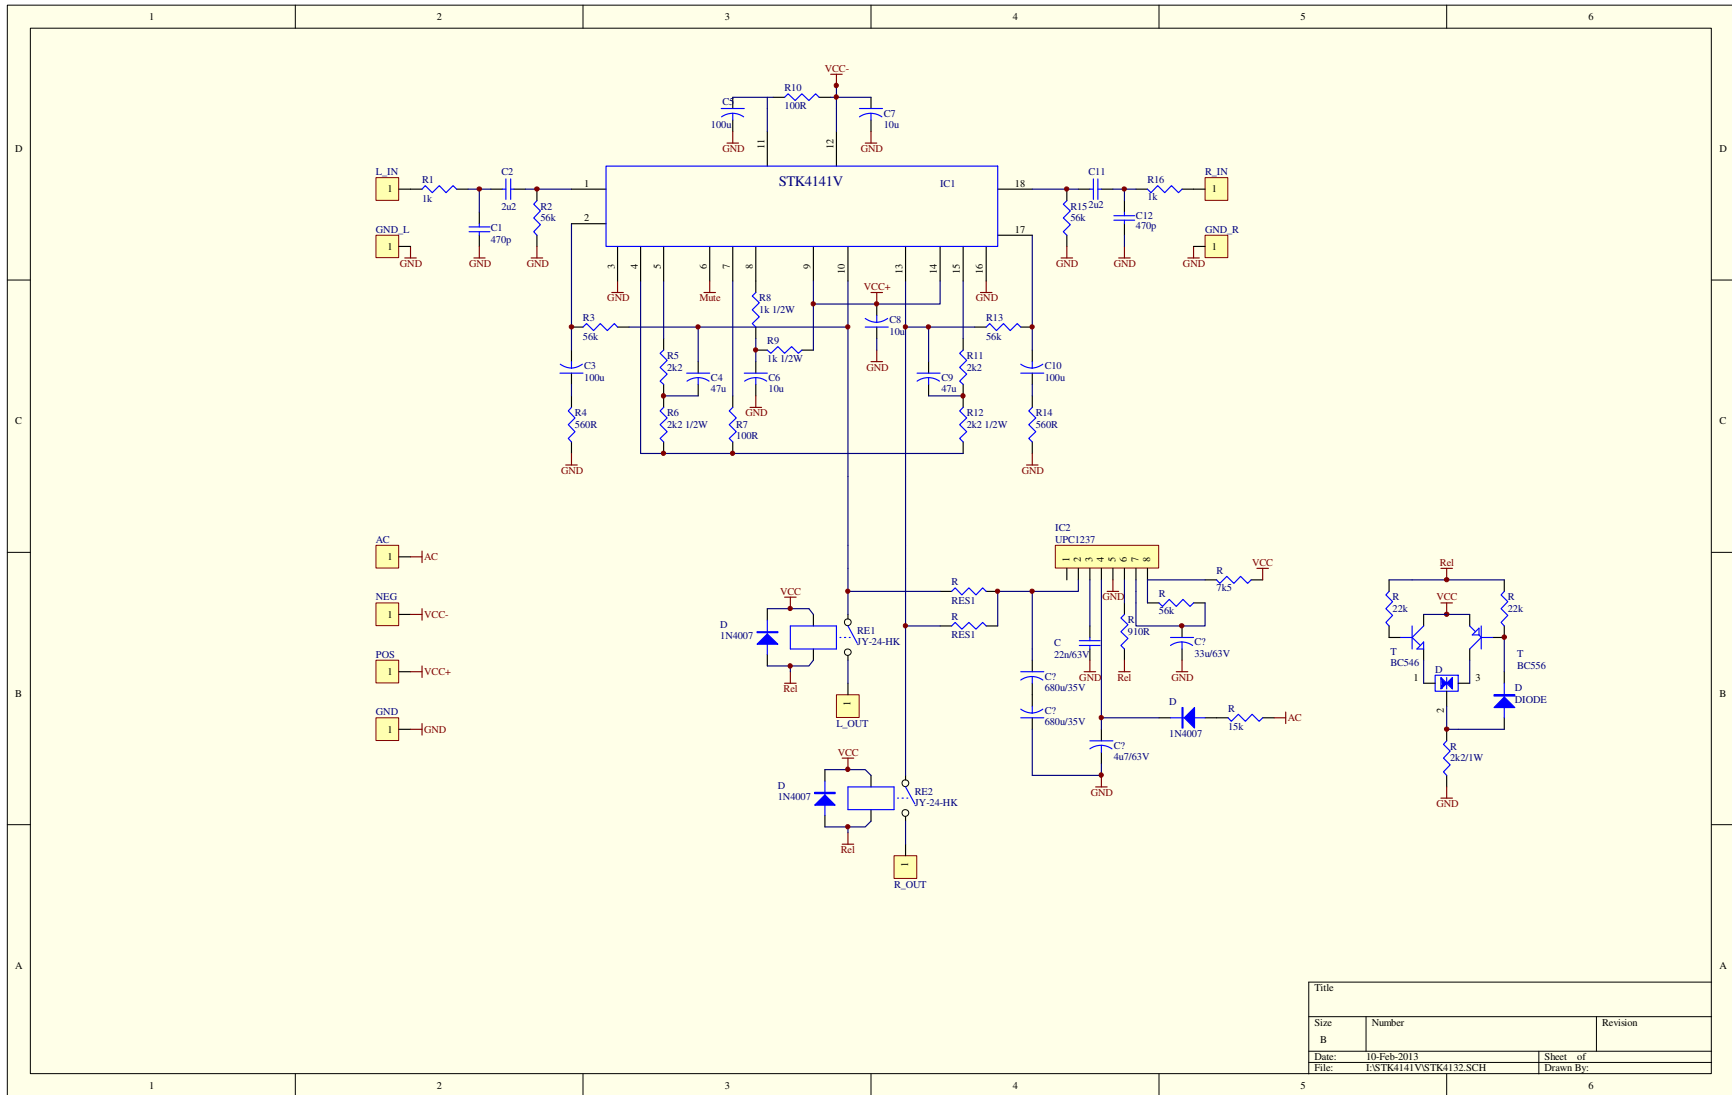 1 2 3 4 5 6
VCC-
R10
100R
C5
100u
C7
10u
GND
GND
11
12
D
D
STK4141V
IC1
L_IN
1
R1
1k
C2
2u2
R2
56k
C1
470p
GND
GND
GND_L
1
GND
1
2
18
17
C11
2u2
R15
56k
R16
1k
C12
470p
R_IN
1
GND
GND
GND_R
1
GND
3
4
5
6
7
8
9
10
13
14
15
16
GND
Mute
VCC+
GND
R8
1k 1/2W
C8
10u
GND
R3
56k
R9
1k 1/2W
R13
56k
C3
100u
R5
2k2
C4
47u
C6
10u
GND
C9
47u
R11
2k2
C10
100u
R4
560R
GND
R6
2k2 1/2W
R7
100R
R12
2k2 1/2W
R14
560R
GND
C
C
AC
1
AC
NEG
1
VCC-
POS
1
VCC+
GND
1
GND
IC2
UPC1237
1
2
3
4
5
6
7
8
GND
R
7k5
VCC
R
56k
R
RES1
R
RES1
R
910R
Rel
C
22n/63V
GND
C?
33u/63V
GND
VCC
D
1N4007
RE1
JY-24-HK
Rel
1
L_OUT
C?
680u/35V
C?
680u/35V
D
1N4007
R
15k
AC
C?
4u7/63V
GND
VCC
D
1N4007
RE2
JY-24-HK
Rel
1
R_OUT
Rel
R
22k
VCC
R
22k
T
BC546
T
BC556
D
1
3
2
D
DIODE
R
2k2/1W
GND
B
B
A
A
Title
Size
Number
Revision
B
Date:
10-Feb-2013
Sheet of
File:
I:\STK4141V\STK4132.SCH
Drawn By:
1 2 3 4 5 6